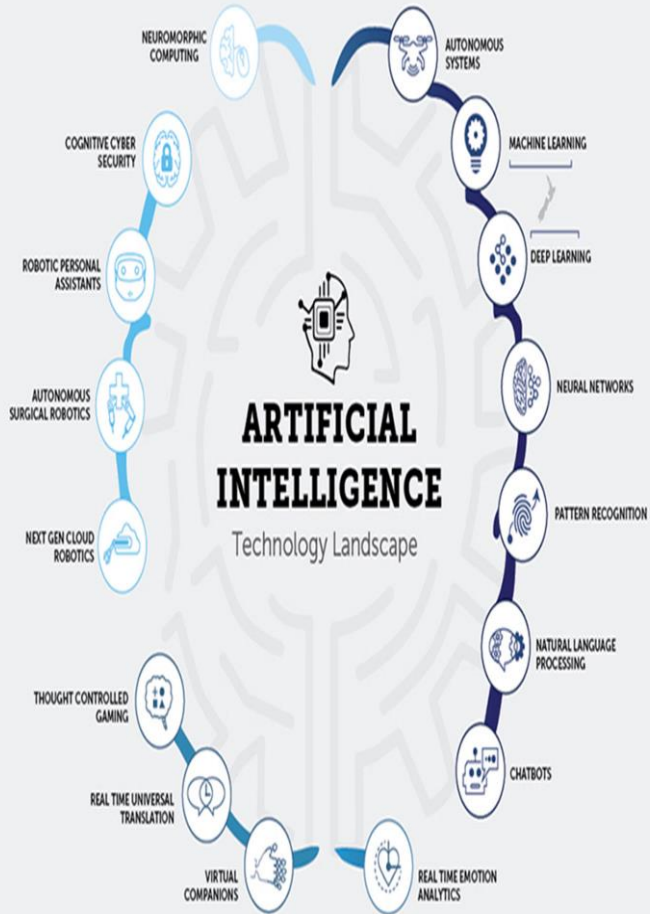 NEUROMORPHIC
COMPUTING
AUTONOMOUS
SYSTEMS
COGNITIVE CYBER
SECURITY
MACHINE LEARNING
ROBOTIC PERSONAL
ASSISTANTS
DEEP LEARNING
AUTONOMOUS
SURGICAL ROBOTICS
NEURAL NETWORKS
ARTIFICIAL
INTELLIGENCE
Technology Landscape
NEXT GEN CLOUD
ROBOTICS
PATTERN RECOGNITION
NATURAL LANGUAGE
PROCESSING
THOUGHT CONTROLLED
GAMING
CHATBOTS
REAL TIME UNIVERSAL
TRANSLATION
VIRTUAL
COMPANIONS
REAL TIME EMOTION
ANALYTICS